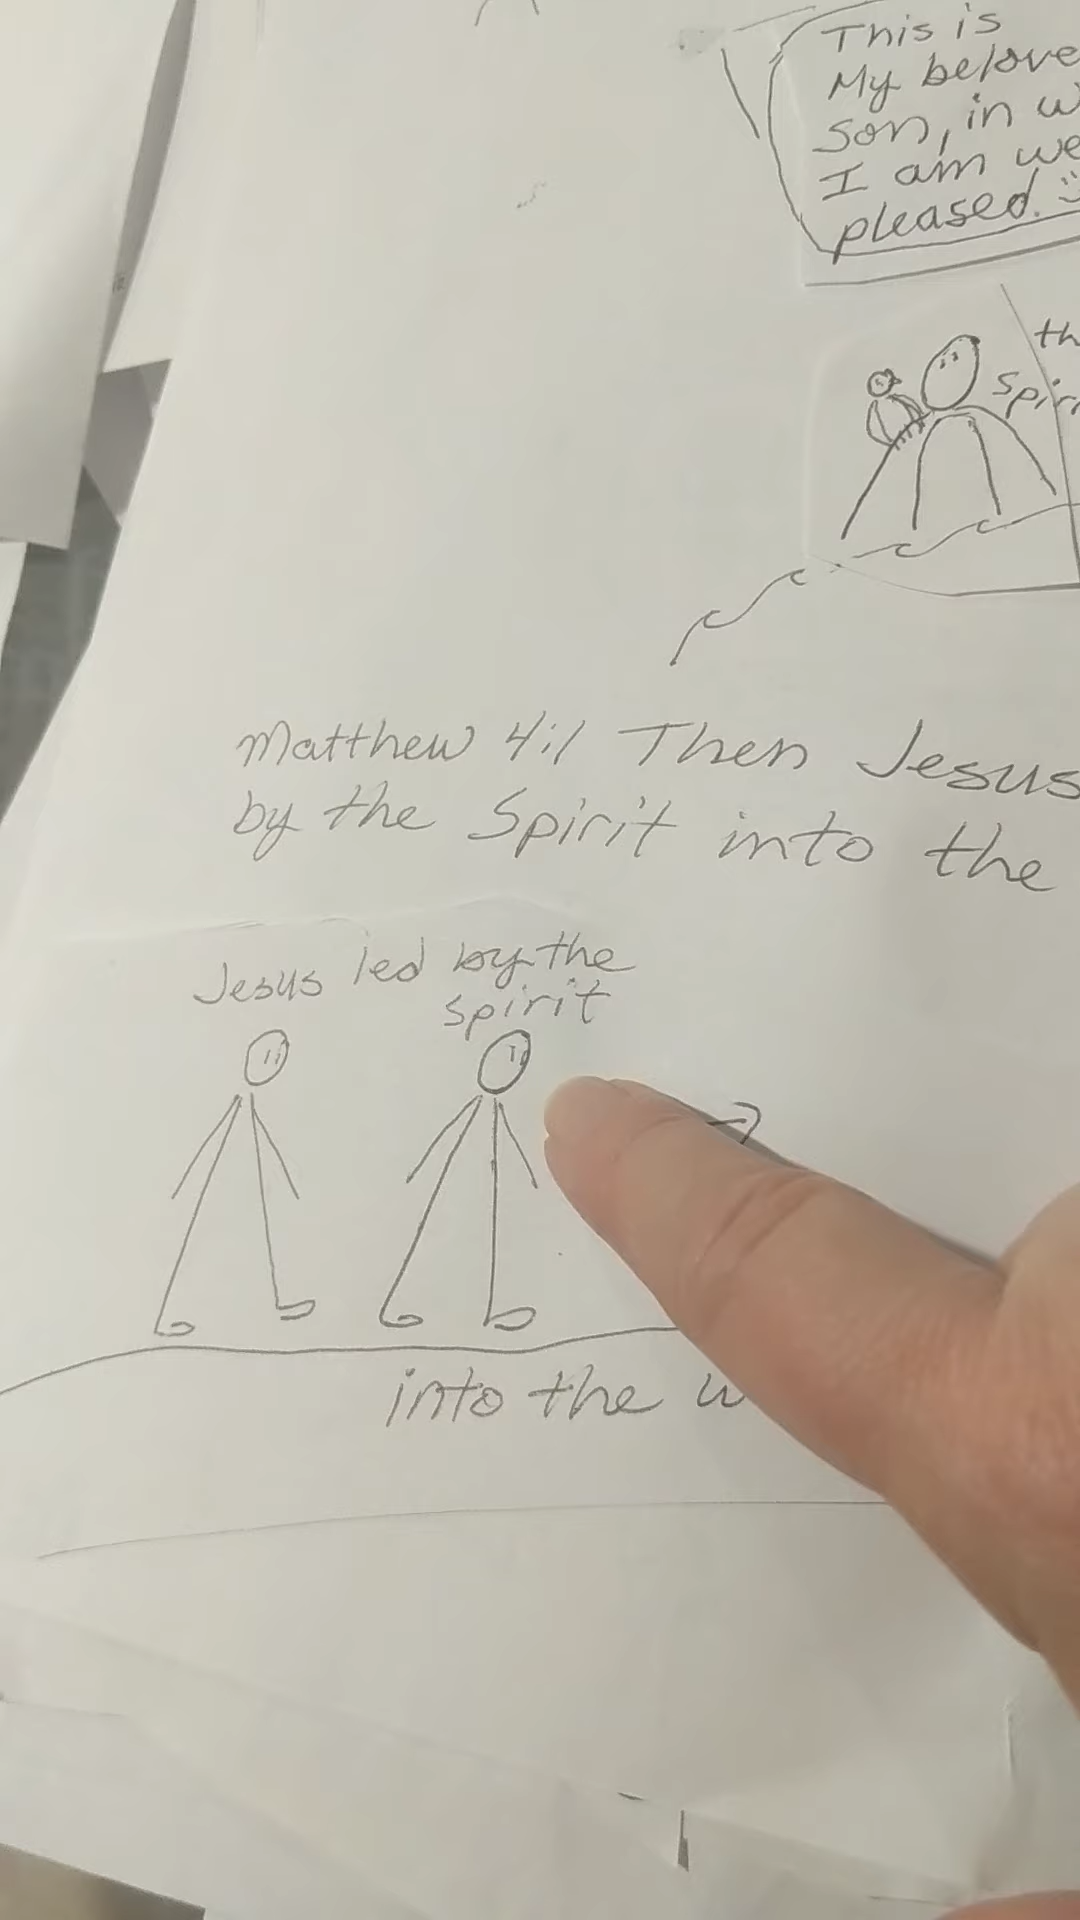 This is
My belove
Son, in w
I am we
pleased.
th
Spiri
Matthew 4:1 Then Jesus
by the Spirit into the
Jesus led by the
spirit
into the w